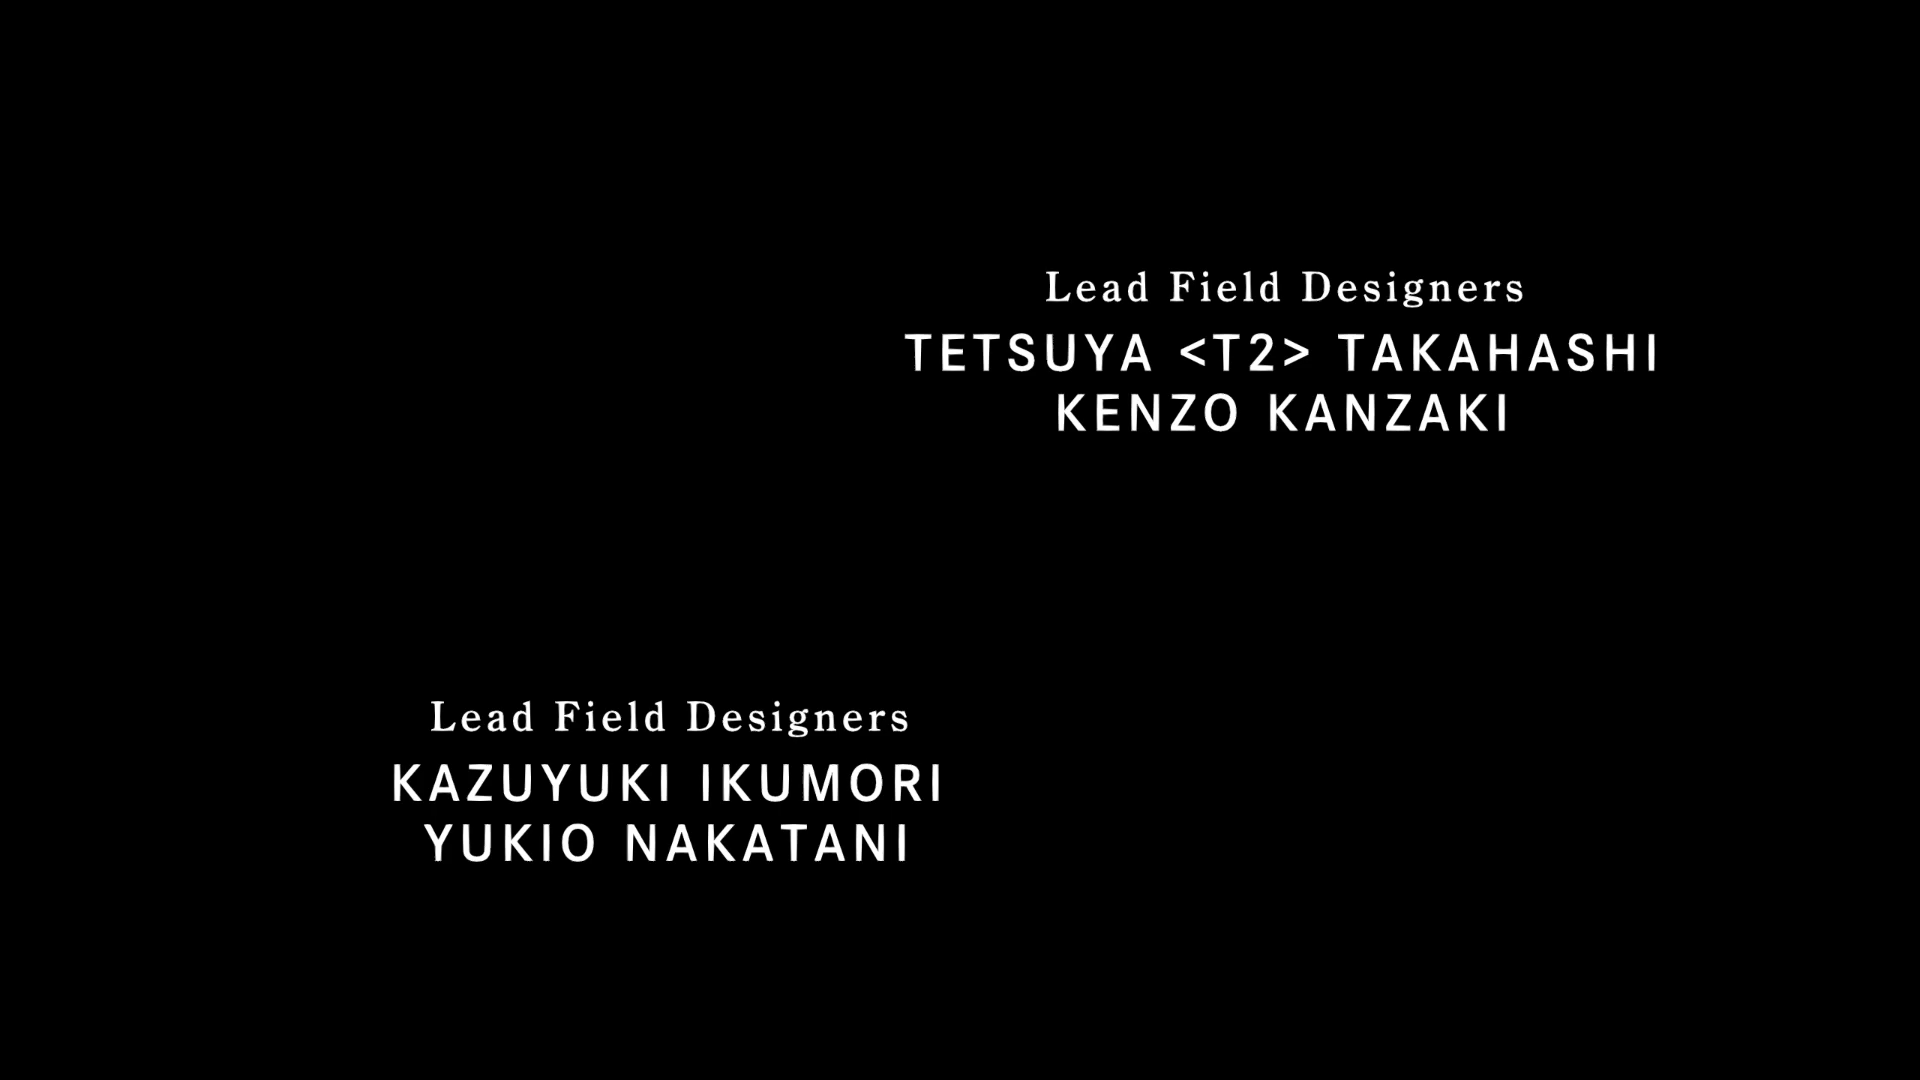 Lead Field Designers
TETSUYA <T2> TAKAHASHI
KENZO KANZAKI
Lead Field Designers
KAZUYUKI IKUMORI
YUKIO NAKATANI